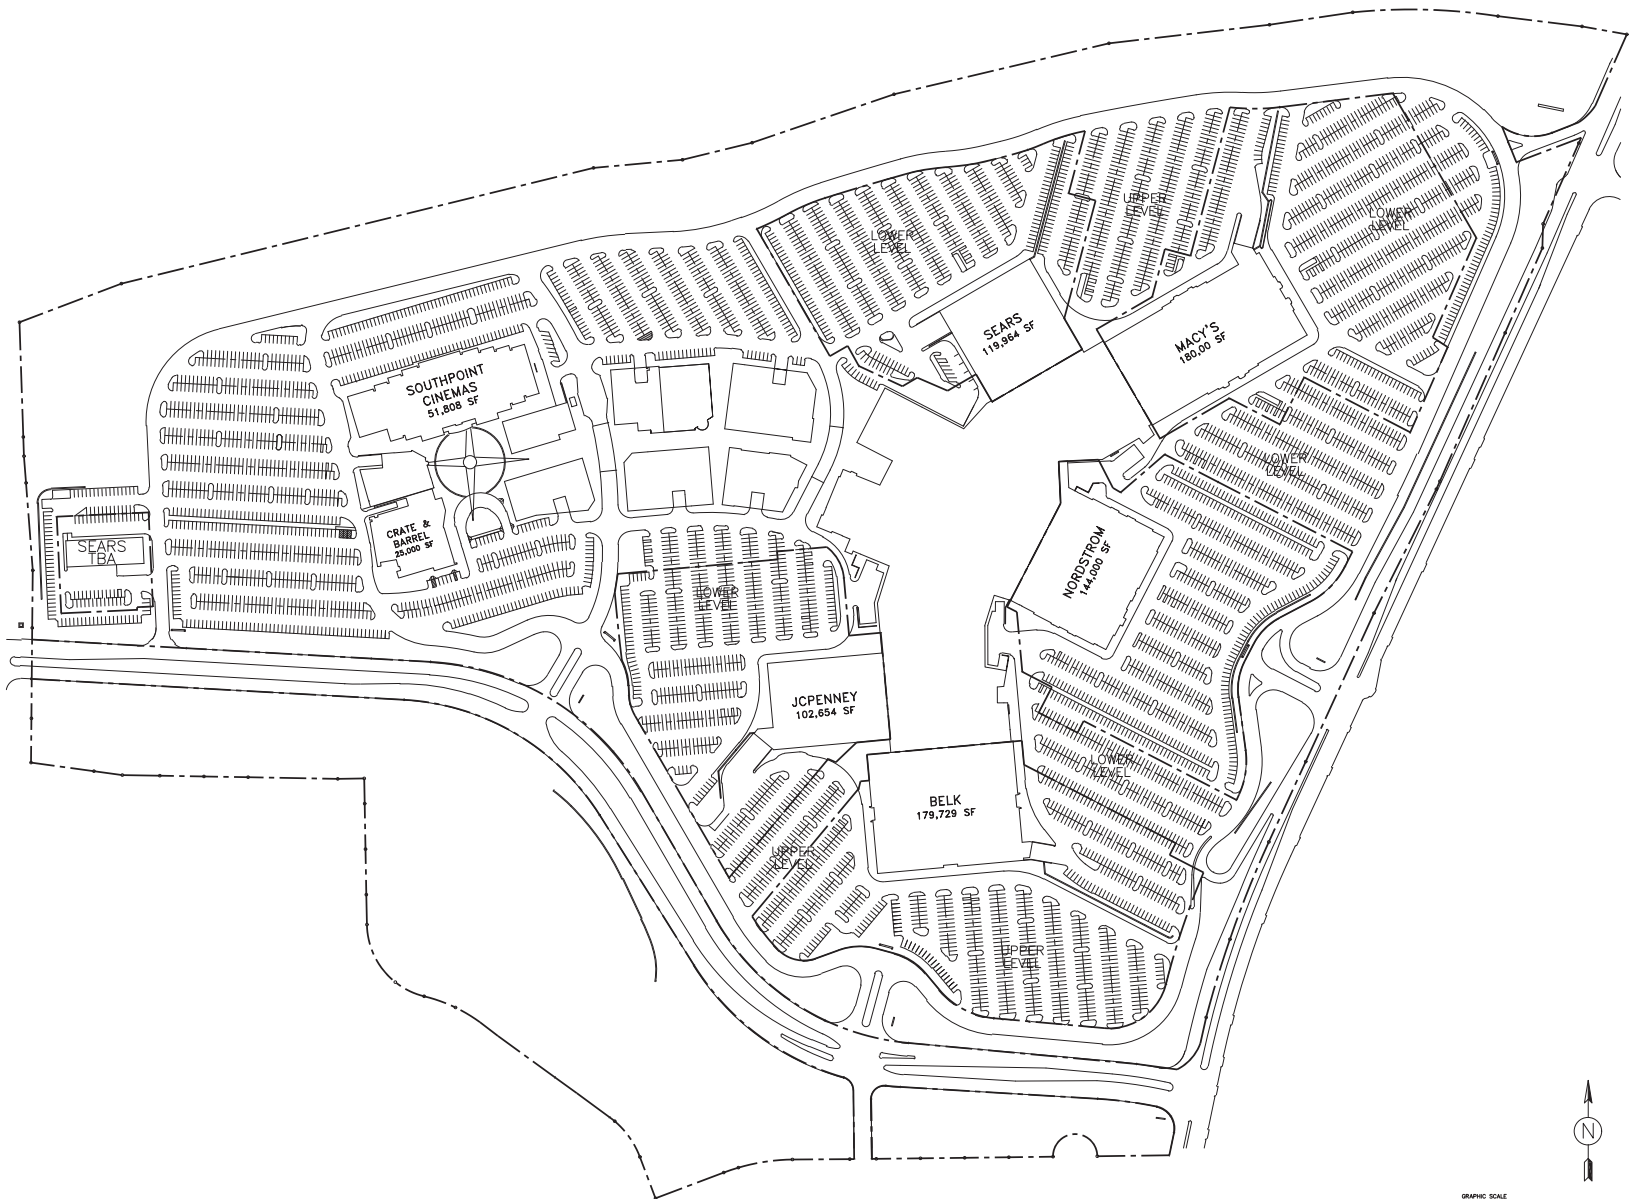 UPPER
LEVEL
LOWER
LEVEL
LOWER
LEVEL
SEARS
119,964 SF
MACY'S
180,00 SF
SOUTHPOINT
CINEMAS
51,808 SF
LOWER
LEVEL
CRATE &
BARREL
25,000 SF
SEARS
TBA
NORDSTROM
144,000 SF
LOWER
LEVEL
JCPENNEY
102,654 SF
LOWER
LEVEL
BELK
179,729 SF
UPPER
LEVEL
UPPER
LEVEL
N
GRAPHIC SCALE